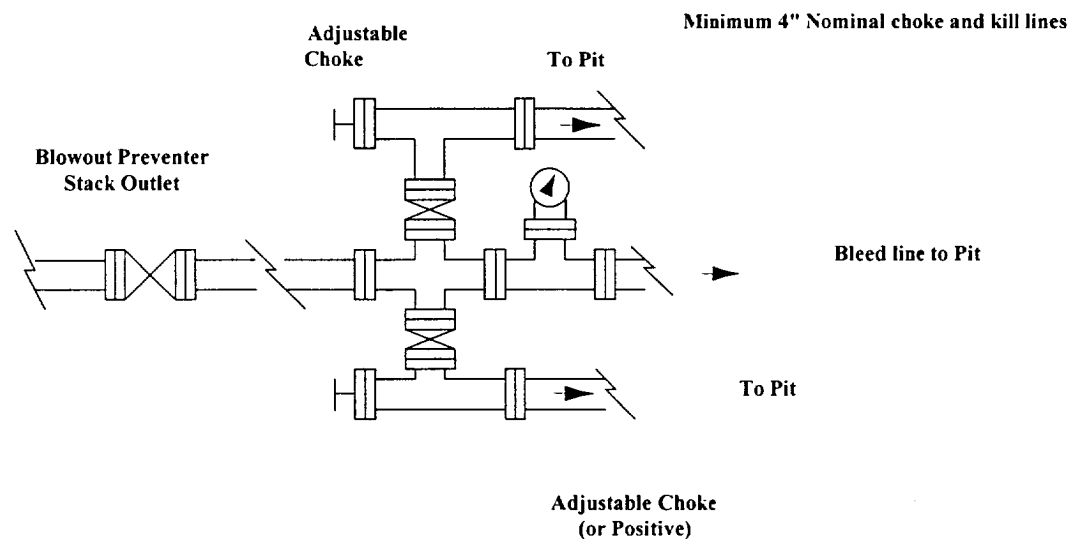 Minimum 4" Nominal choke and kill lines
Adjustable
Choke
To Pit
Blowout Preventer
Stack Outlet
Bleed line to Pit
To Pit
Adjustable Choke
(or Positive)